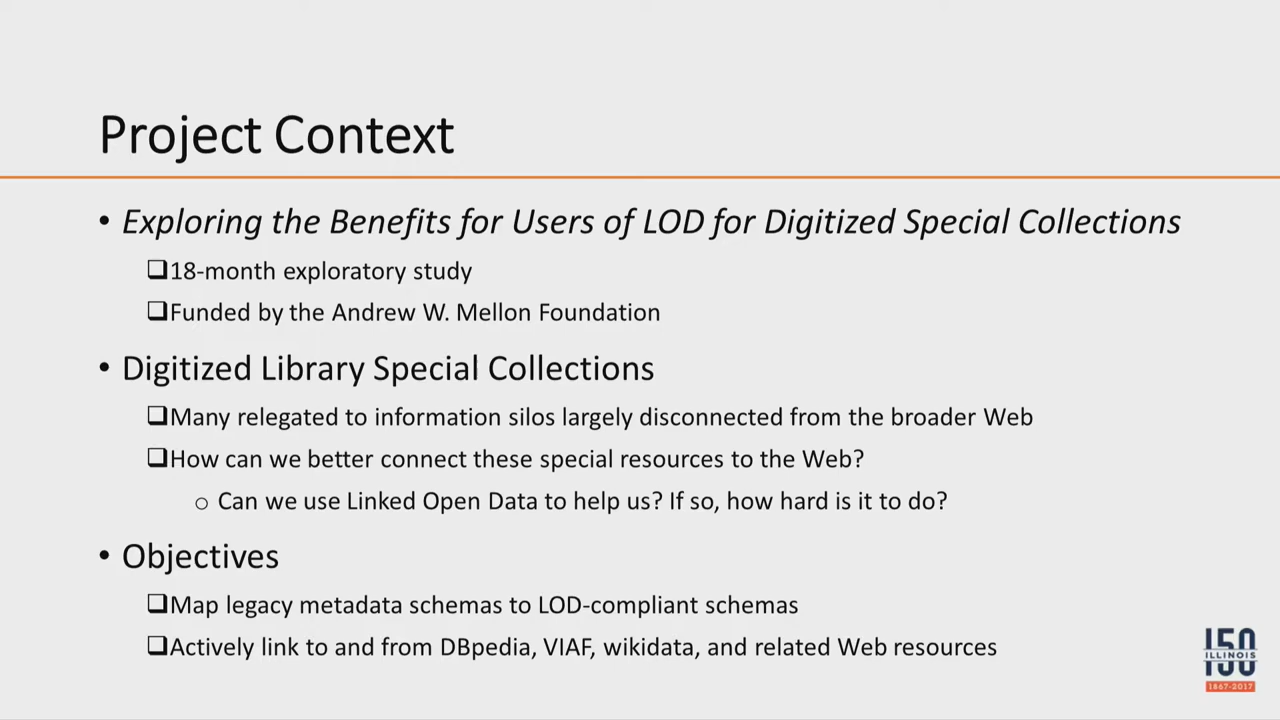 Project Context
• Exploring the Benefits for Users of LOD for Digitized Special Collections
❑18-month exploratory study
❑Funded by the Andrew W. Mellon Foundation
• Digitized Library Special Collections
❑Many relegated to information silos largely disconnected from the broader Web
❑How can we better connect these special resources to the Web?
o Can we use Linked Open Data to help us? If so, how hard is it to do?
• Objectives
❑Map legacy metadata schemas to LOD-compliant schemas
❑Actively link to and from DBpedia, VIAF, wikidata, and related Web resources
150
ILLINOIS
1867-2017